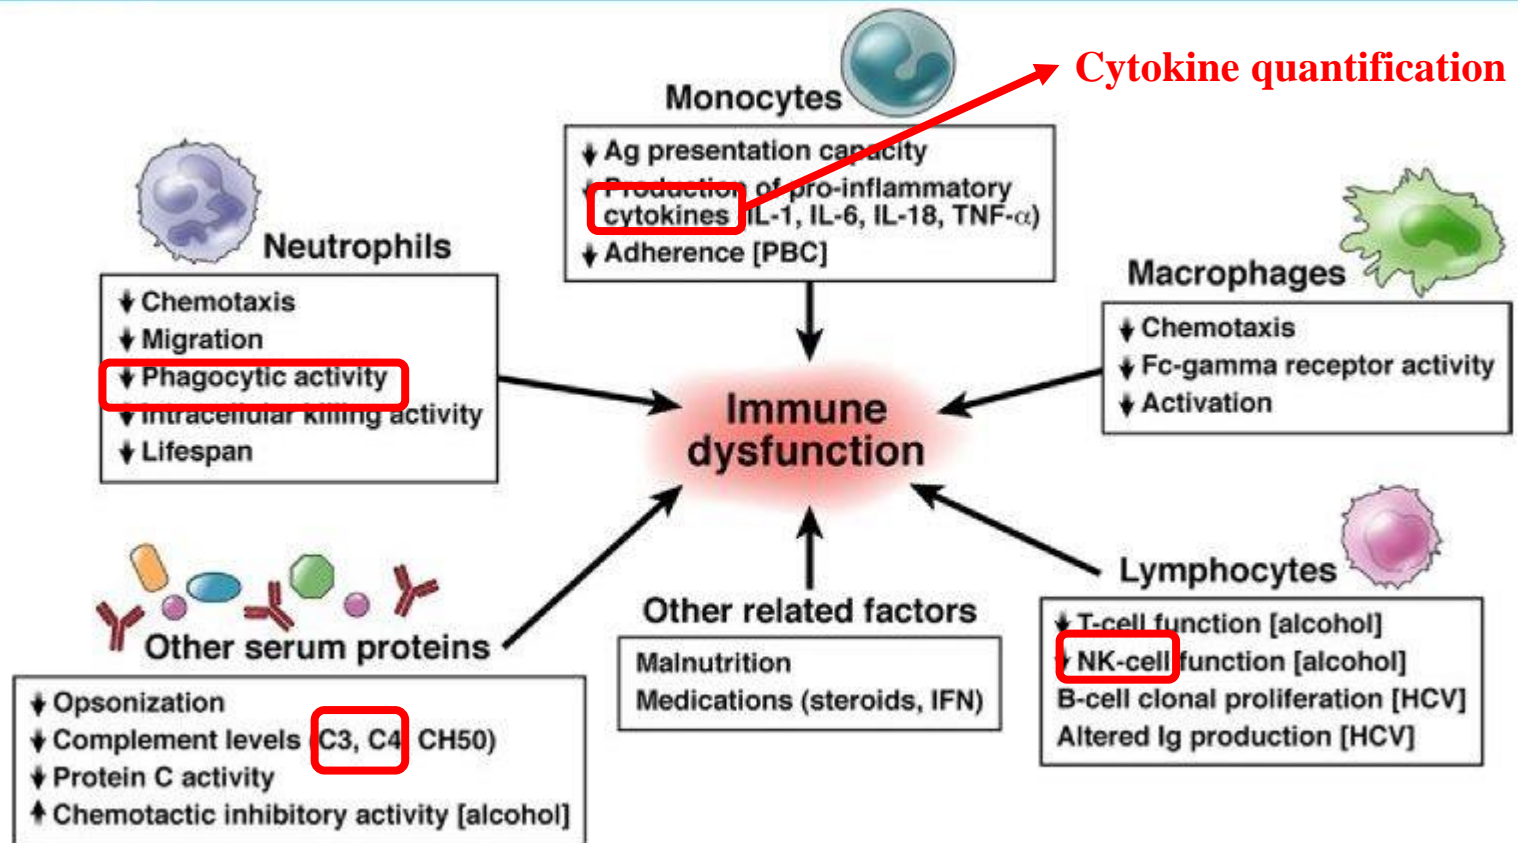 Cytokine quantification
Monocytes
↓ Ag presentation capacity
↓ Production of pro-inflammatory
cytokines (IL-1, IL-6, IL-18, TNF-α)
↓ Adherence [PBC]
Neutrophils
↓ Chemotaxis
↓ Migration
↓ Phagocytic activity
↓ Intracellular killing activity
↓ Lifespan
Macrophages
↓ Chemotaxis
↓ Fc-gamma receptor activity
↓ Activation
Immune
dysfunction
Other serum proteins
↓ Opsonization
↓ Complement levels (C3, C4, CH50)
↓ Protein C activity
↑ Chemotactic inhibitory activity [alcohol]
Other related factors
Malnutrition
Medications (steroids, IFN)
Lymphocytes
↓ T-cell function [alcohol]
↓ NK-cell function [alcohol]
B-cell clonal proliferation [HCV]
Altered Ig production [HCV]